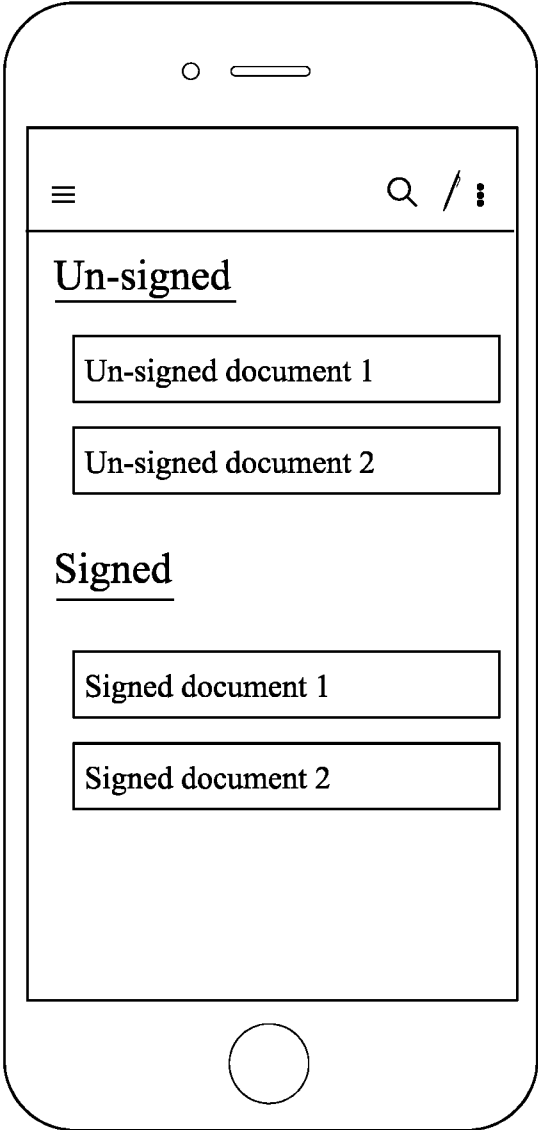 Un-signed
Un-signed document 1
Un-signed document 2
Signed
Signed document 1
Signed document 2